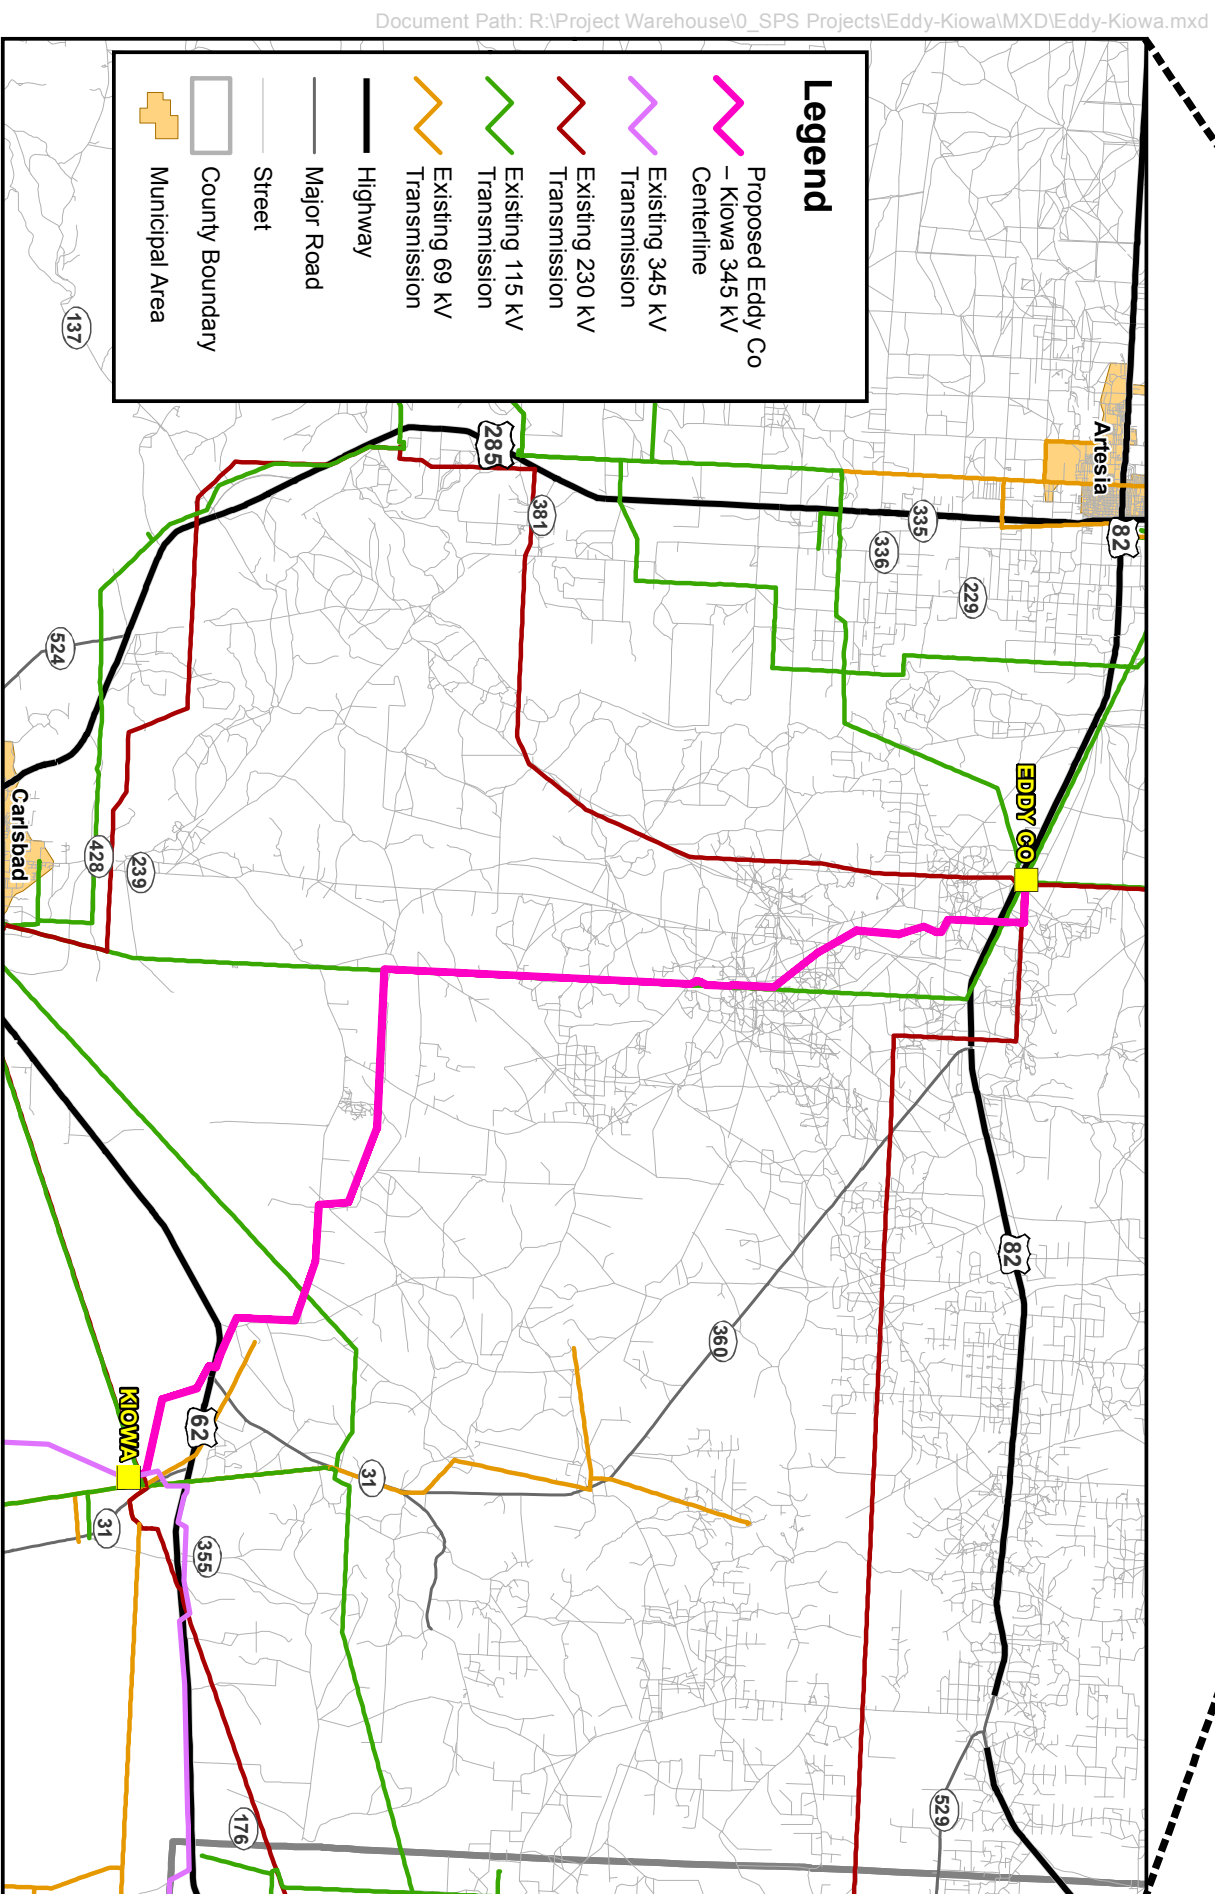 Document Path: R:\Project Warehouse\0_SPS Projects\Eddy-Kiowa\MXD\Eddy-Kiowa.mxd
Legend
Proposed Eddy Co
– Kiowa 345 kV
Centerline
Existing 345 kV
Transmission
Existing 230 kV
Transmission
Existing 115 kV
Transmission
Existing 69 kV
Transmission
Highway
Major Road
Street
County Boundary
Municipal Area
Artesia
82
335
336
229
285
381
EDDY CO
137
524
Carlsbad
428
239
82
360
KIOWA
62
31
31
355
529
176